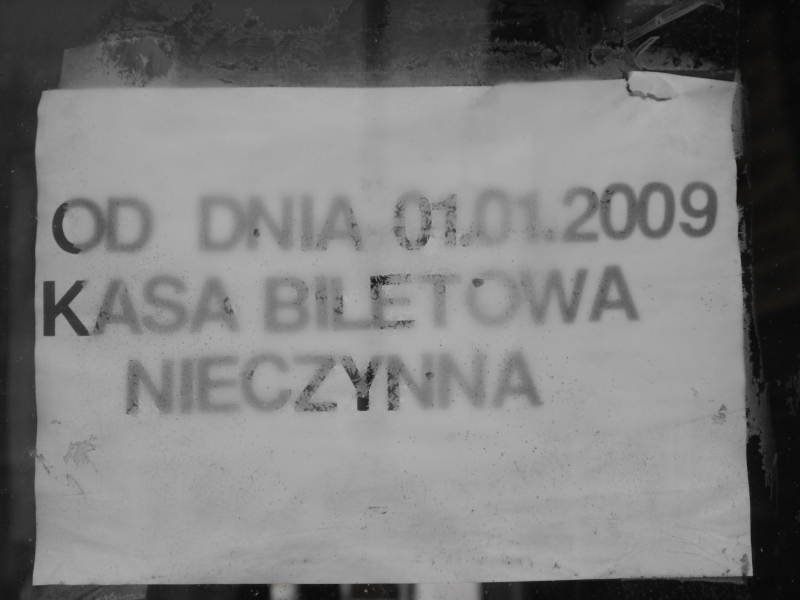 OD DNIA 01.01.2009
KASA BILETOWA
NIECZYNNA